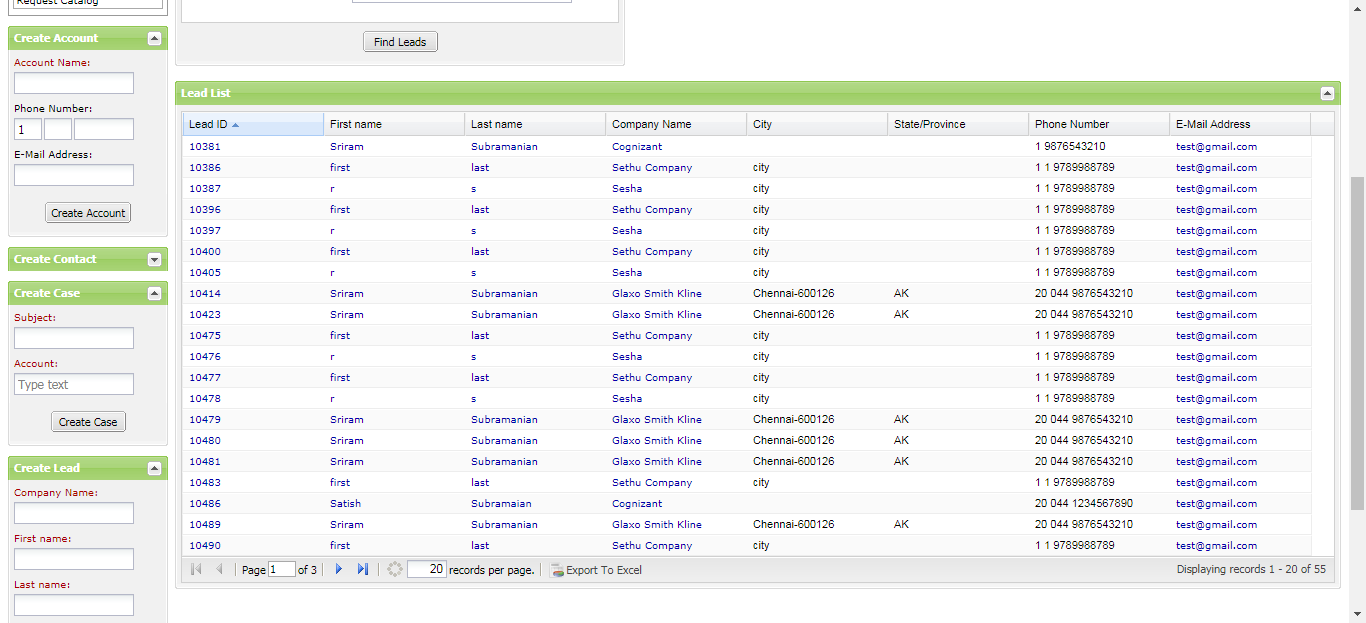 Request Catalog
Create Account
Account Name:
Phone Number:
1
E-Mail Address:
Create Account
Create Contact
Create Case
Subject:
Account:
Type text
Create Case
Create Lead
Company Name:
First name:
Last name:
Find Leads
Lead List
Lead ID First name Last name Company Name City State/Province Phone Number E-Mail Address
10381 Sriram Subramanian Cognizant 1 9876543210 test@gmail.com
10386 first last Sethu Company city 1 1 9789988789 test@gmail.com
10387 r s Sesha city 1 1 9789988789 test@gmail.com
10396 first last Sethu Company city 1 1 9789988789 test@gmail.com
10397 r s Sesha city 1 1 9789988789 test@gmail.com
10400 first last Sethu Company city 1 1 9789988789 test@gmail.com
10405 r s Sesha city 1 1 9789988789 test@gmail.com
10414 Sriram Subramanian Glaxo Smith Kline Chennai-600126 AK 20 044 9876543210 test@gmail.com
10423 Sriram Subramanian Glaxo Smith Kline Chennai-600126 AK 20 044 9876543210 test@gmail.com
10475 first last Sethu Company city 1 1 9789988789 test@gmail.com
10476 r s Sesha city 1 1 9789988789 test@gmail.com
10477 first last Sethu Company city 1 1 9789988789 test@gmail.com
10478 r s Sesha city 1 1 9789988789 test@gmail.com
10479 Sriram Subramanian Glaxo Smith Kline Chennai-600126 AK 20 044 9876543210 test@gmail.com
10480 Sriram Subramanian Glaxo Smith Kline Chennai-600126 AK 20 044 9876543210 test@gmail.com
10481 Sriram Subramanian Glaxo Smith Kline Chennai-600126 AK 20 044 9876543210 test@gmail.com
10483 first last Sethu Company city 1 1 9789988789 test@gmail.com
10486 Satish Subramaian Cognizant 20 044 1234567890 test@gmail.com
10489 Sriram Subramanian Glaxo Smith Kline Chennai-600126 AK 20 044 9876543210 test@gmail.com
10490 first last Sethu Company city 1 1 9789988789 test@gmail.com
Page 1 of 3 20 records per page. Export To Excel Displaying records 1 - 20 of 55